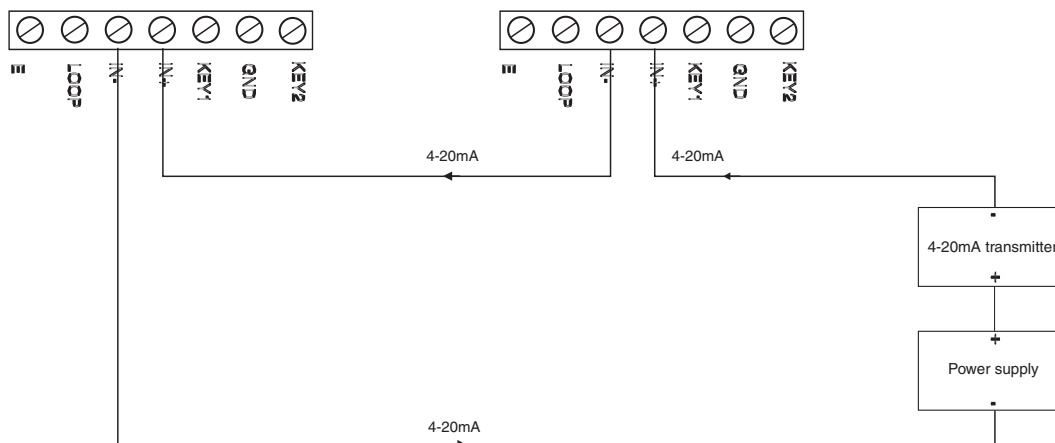 E LOOP IN- IN+ KEY1 GND KEY2
E LOOP IN- IN+ KEY1 GND KEY2
4-20mA
4-20mA
-
4-20mA transmitter
+
+
Power supply
-
4-20mA